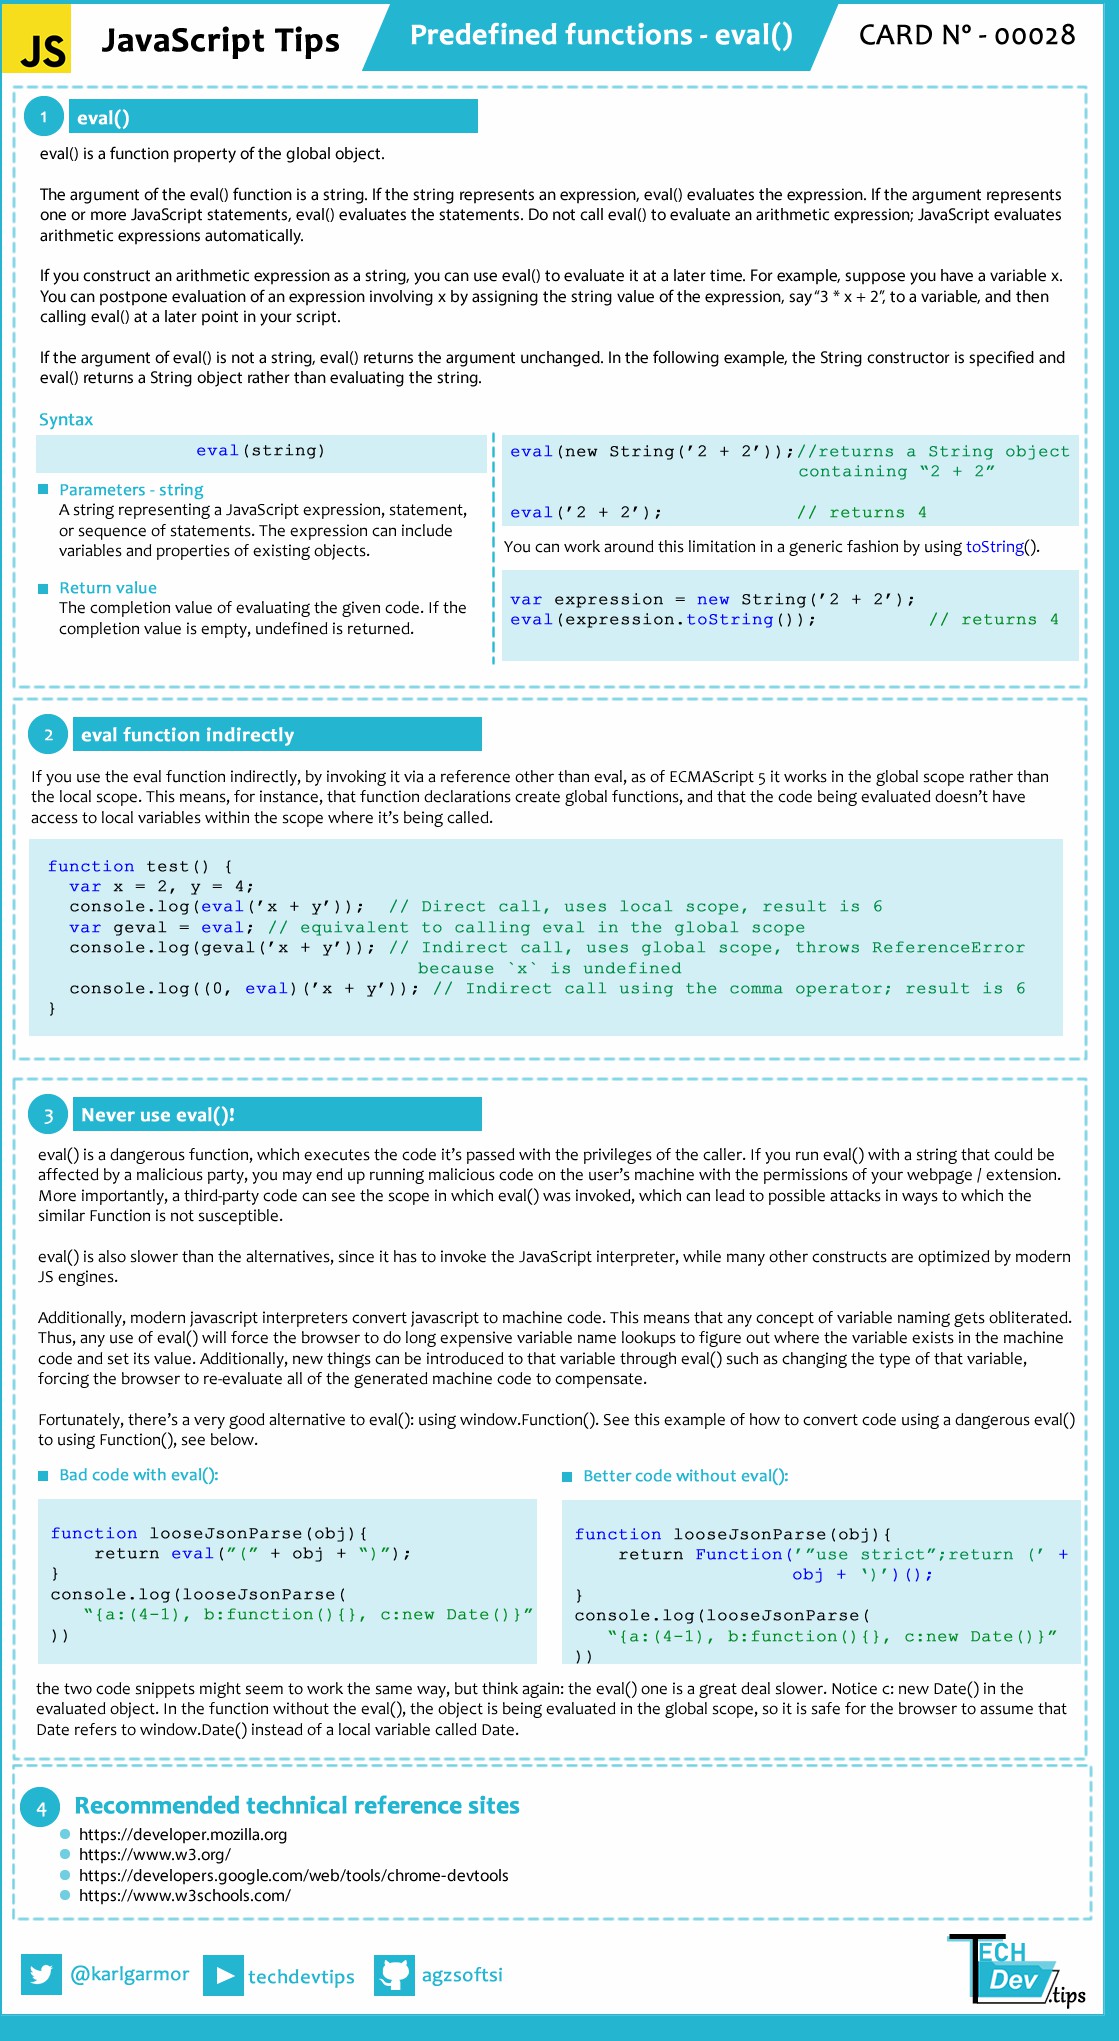 JS
JavaScript Tips
Predefined functions - eval()
CARD Nº - 00028
1
eval()
eval() is a function property of the global object.
The argument of the eval() function is a string. If the string represents an expression, eval() evaluates the expression. If the argument represents
one or more JavaScript statements, eval() evaluates the statements. Do not call eval() to evaluate an arithmetic expression; JavaScript evaluates
arithmetic expressions automatically.
If you construct an arithmetic expression as a string, you can use eval() to evaluate it at a later time. For example, suppose you have a variable x.
You can postpone evaluation of an expression involving x by assigning the string value of the expression, say “3 * x + 2”, to a variable, and then
calling eval() at a later point in your script.
If the argument of eval() is not a string, eval() returns the argument unchanged. In the following example, the String constructor is specified and
eval() returns a String object rather than evaluating the string.
Syntax
eval(string)
Parameters - string
A string representing a JavaScript expression, statement,
or sequence of statements. The expression can include
variables and properties of existing objects.
Return value
The completion value of evaluating the given code. If the
completion value is empty, undefined is returned.
eval(new String(’2 + 2’));//returns a String object
containing “2 + 2”
eval(’2 + 2’); // returns 4
You can work around this limitation in a generic fashion by using toString().
var expression = new String(’2 + 2’);
eval(expression.toString()); // returns 4
2
eval function indirectly
If you use the eval function indirectly, by invoking it via a reference other than eval, as of ECMAScript 5 it works in the global scope rather than
the local scope. This means, for instance, that function declarations create global functions, and that the code being evaluated doesn’t have
access to local variables within the scope where it’s being called.
function test() {
var x = 2, y = 4;
console.log(eval(’x + y’)); // Direct call, uses local scope, result is 6
var geval = eval; // equivalent to calling eval in the global scope
console.log(geval(’x + y’)); // Indirect call, uses global scope, throws ReferenceError
because `x` is undefined
console.log((0, eval)(’x + y’)); // Indirect call using the comma operator; result is 6
}
3
Never use eval()!
eval() is a dangerous function, which executes the code it’s passed with the privileges of the caller. If you run eval() with a string that could be
affected by a malicious party, you may end up running malicious code on the user’s machine with the permissions of your webpage / extension.
More importantly, a third-party code can see the scope in which eval() was invoked, which can lead to possible attacks in ways to which the
similar Function is not susceptible.
eval() is also slower than the alternatives, since it has to invoke the JavaScript interpreter, while many other constructs are optimized by modern
JS engines.
Additionally, modern javascript interpreters convert javascript to machine code. This means that any concept of variable naming gets obliterated.
Thus, any use of eval() will force the browser to do long expensive variable name lookups to figure out where the variable exists in the machine
code and set its value. Additionally, new things can be introduced to that variable through eval() such as changing the type of that variable,
forcing the browser to re-evaluate all of the generated machine code to compensate.
Fortunately, there’s a very good alternative to eval(): using window.Function(). See this example of how to convert code using a dangerous eval()
to using Function(), see below.
Bad code with eval():
function looseJsonParse(obj){
return eval(”(” + obj + “)”);
}
console.log(looseJsonParse(
“{a:(4-1), b:function(){}, c:new Date()}”
))
Better code without eval():
function looseJsonParse(obj){
return Function(’”use strict”;return (’ +
obj + ‘)’)();
}
console.log(looseJsonParse(
“{a:(4-1), b:function(){}, c:new Date()}”
))
the two code snippets might seem to work the same way, but think again: the eval() one is a great deal slower. Notice c: new Date() in the
evaluated object. In the function without the eval(), the object is being evaluated in the global scope, so it is safe for the browser to assume that
Date refers to window.Date() instead of a local variable called Date.
4
Recommended technical reference sites
https://developer.mozilla.org
https://www.w3.org/
https://developers.google.com/web/tools/chrome-devtools
https://www.w3schools.com/
@karlgarmor
techdevtips
agzsoftsi
TECH
Dev
.tips